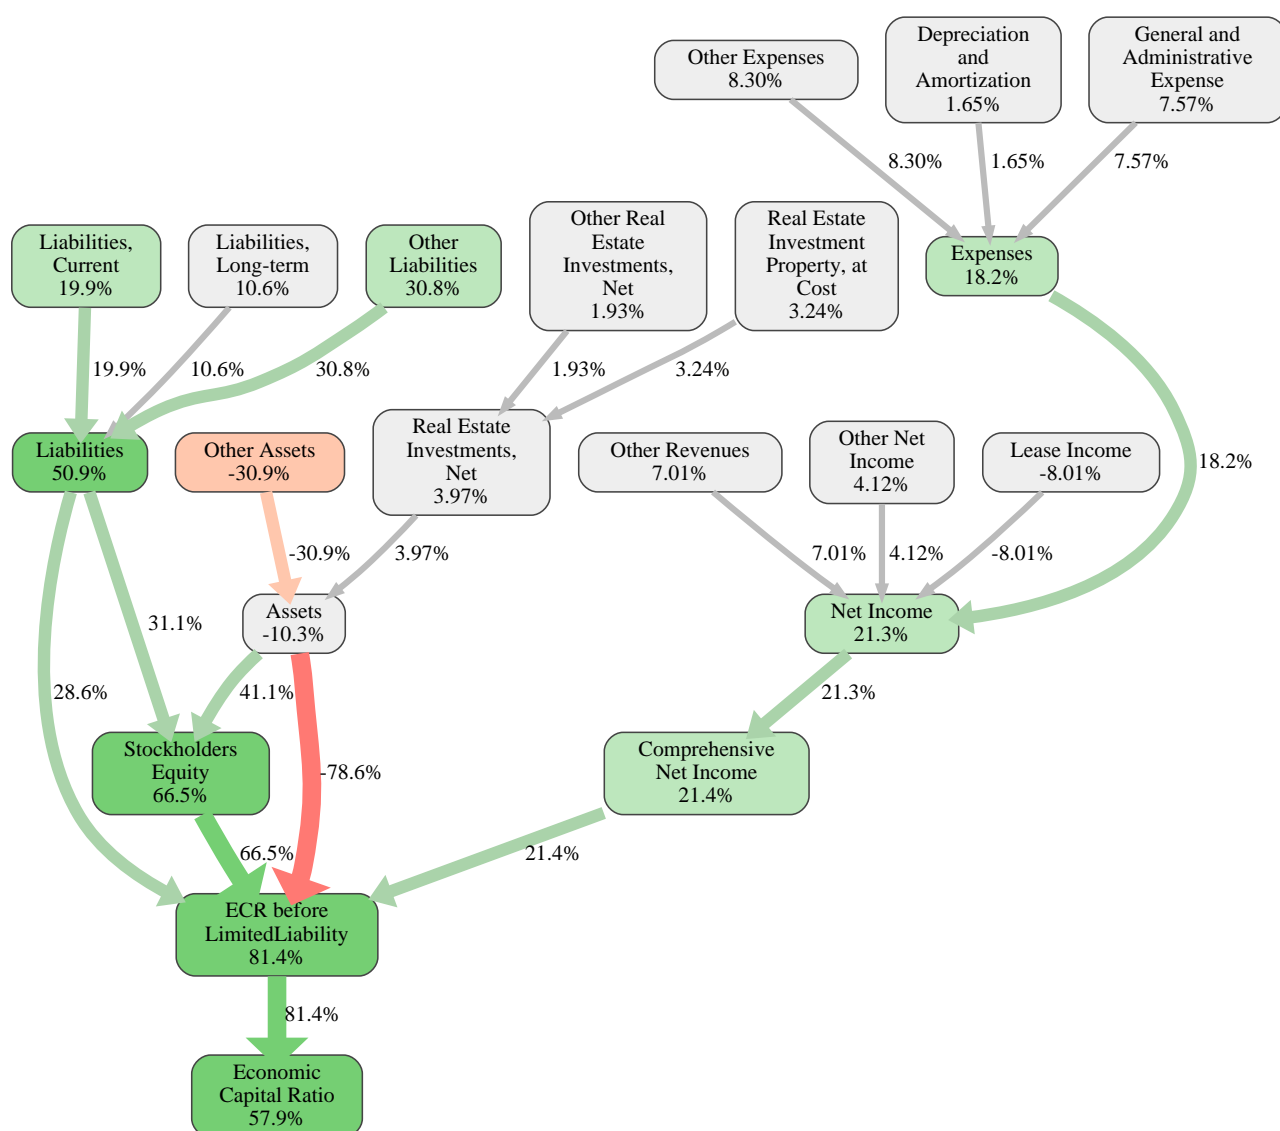 Other Expenses
8.30%
Depreciation
and
Amortization
1.65%
General and
Administrative
Expense
7.57%
8.30%
1.65%
7.57%
Liabilities,
Current
19.9%
Liabilities,
Long-term
10.6%
Other
Liabilities
30.8%
Other Real
Estate
Investments,
Net
1.93%
Real Estate
Investment
Property, at
Cost
3.24%
Expenses
18.2%
19.9%
10.6%
30.8%
1.93%
3.24%
Liabilities
50.9%
Other Assets
-30.9%
Real Estate
Investments,
Net
3.97%
Other Revenues
7.01%
Other Net
Income
4.12%
Lease Income
-8.01%
18.2%
-30.9%
3.97%
7.01%
4.12%
-8.01%
Assets
-10.3%
Net Income
21.3%
31.1%
28.6%
41.1%
21.3%
Stockholders
Equity
66.5%
-78.6%
Comprehensive
Net Income
21.4%
66.5%
21.4%
ECR before
LimitedLiability
81.4%
81.4%
Economic
Capital Ratio
57.9%